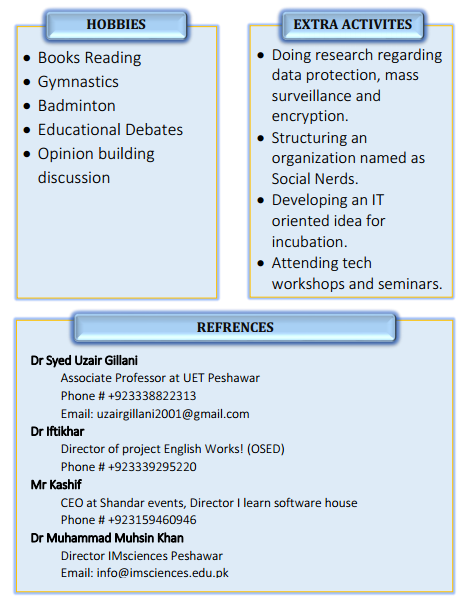 HOBBIES
• Books Reading
• Gymnastics
• Badminton
• Educational Debates
• Opinion building
discussion
EXTRA ACTIVITES
• Doing research regarding
data protection, mass
surveillance and
encryption.
• Structuring an
organization named as
Social Nerds.
• Developing an IT
oriented idea for
incubation.
• Attending tech
workshops and seminars.
REFRENCES
Dr Syed Uzair Gillani
Associate Professor at UET Peshawar
Phone # +923338822313
Email: uzairgillani2001@gmail.com
Dr Iftikhar
Director of project English Works! (OSED)
Phone # +923339295220
Mr Kashif
CEO at Shandar events, Director I learn software house
Phone # +923159460946
Dr Muhammad Muhsin Khan
Director IMsciences Peshawar
Email: info@imsciences.edu.pk